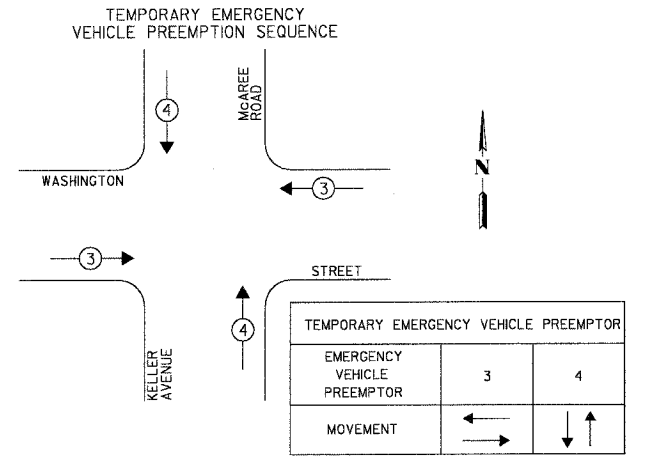 TEMPORARY EMERGENCY
VEHICLE PREEMPTION SEQUENCE
McAREE
ROAD
4
N
WASHINGTON
3
3
STREET
4
KELLER
AVENUE
TEMPORARY EMERGENCY VEHICLE PREEMPTOR
EMERGENCY
VEHICLE
PREEMPTOR
3
4
MOVEMENT